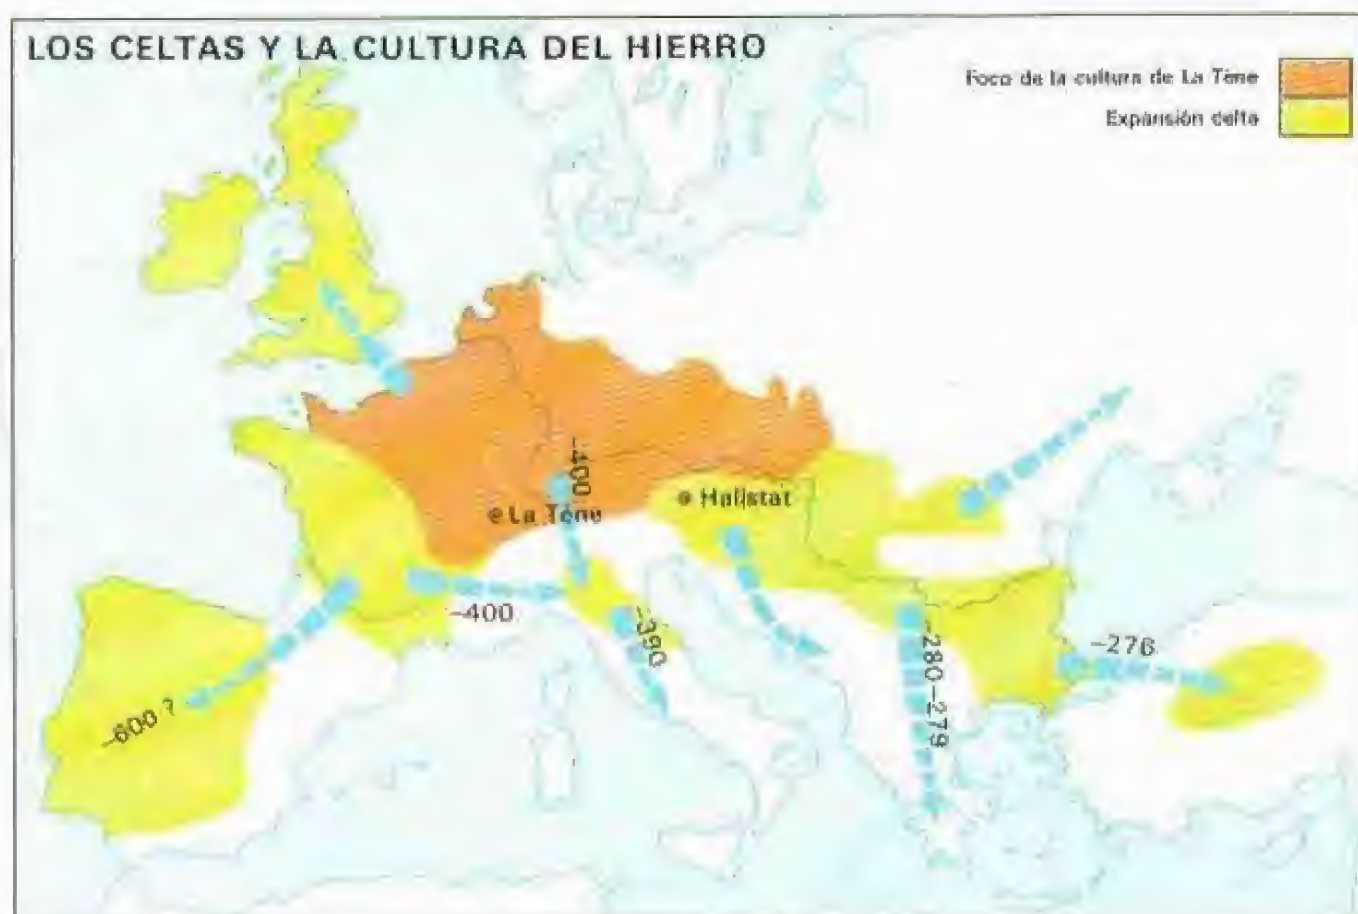 LOS CELTAS Y LA CULTURA DEL HIERRO
Foco de la cultura de La Tène
Expansión celta
-400
La Tène
Hallstat
-400
-390
-600 ?
-280-279
-276